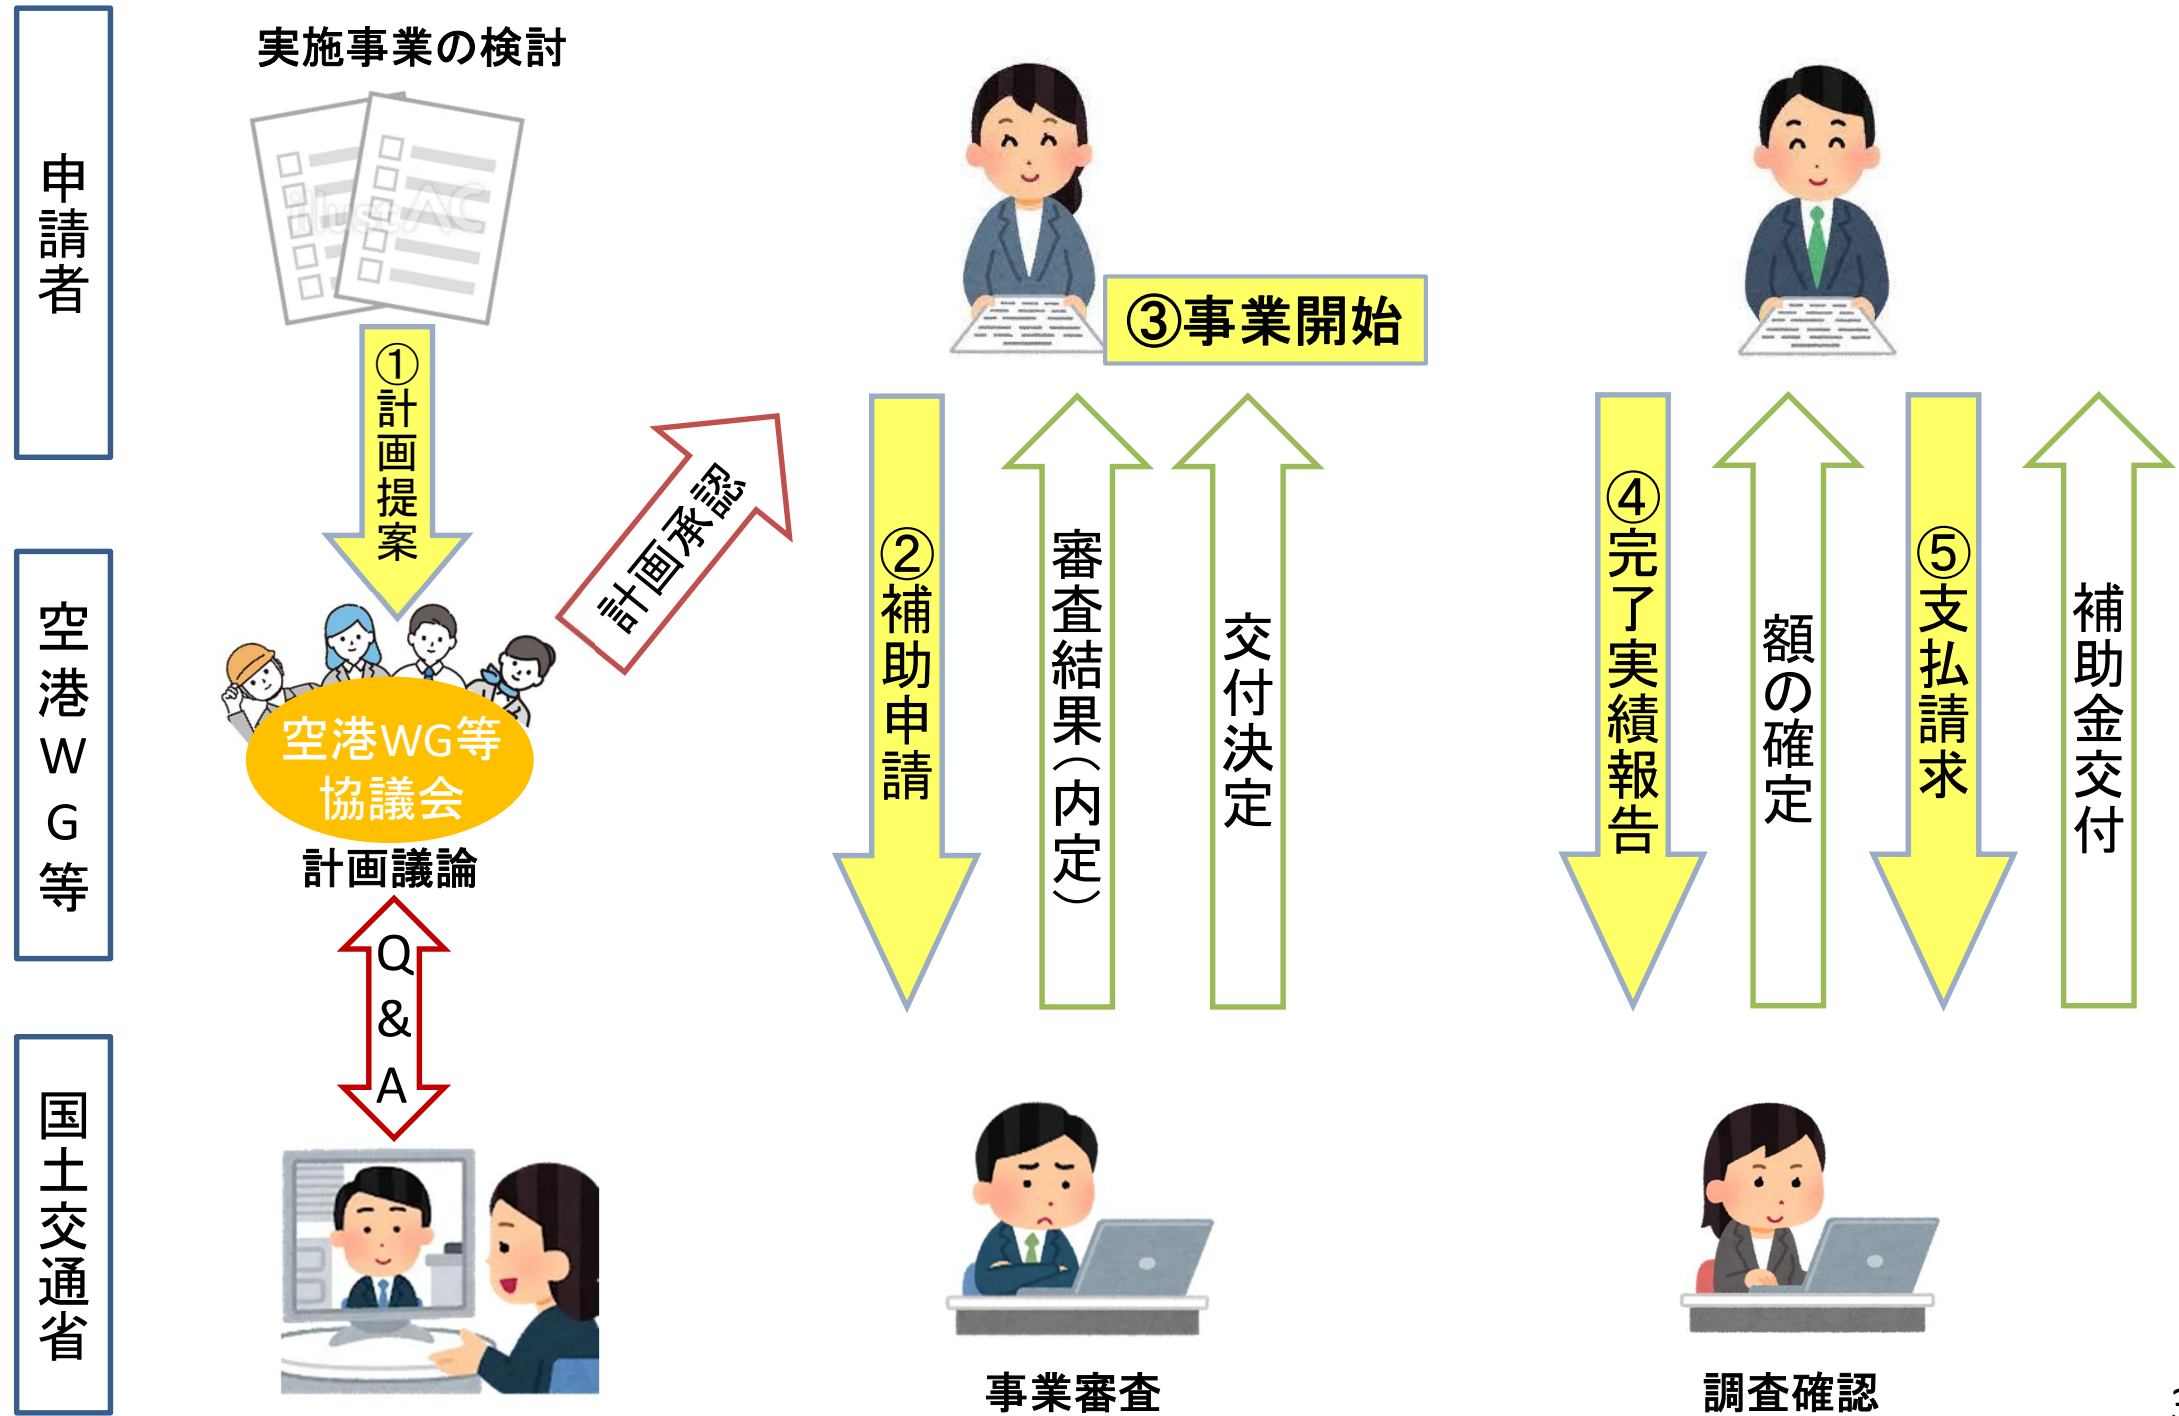 申請者
実施事業の検討
①計画提案
空港WG等
空港WG等
協議会
計画議論
計画承認
Q&A
国土交通省
③事業開始
②補助申請
審査結果(内定)
交付決定
事業審査
④完了実績報告
額の確定
⑤支払請求
補助金交付
調査確認